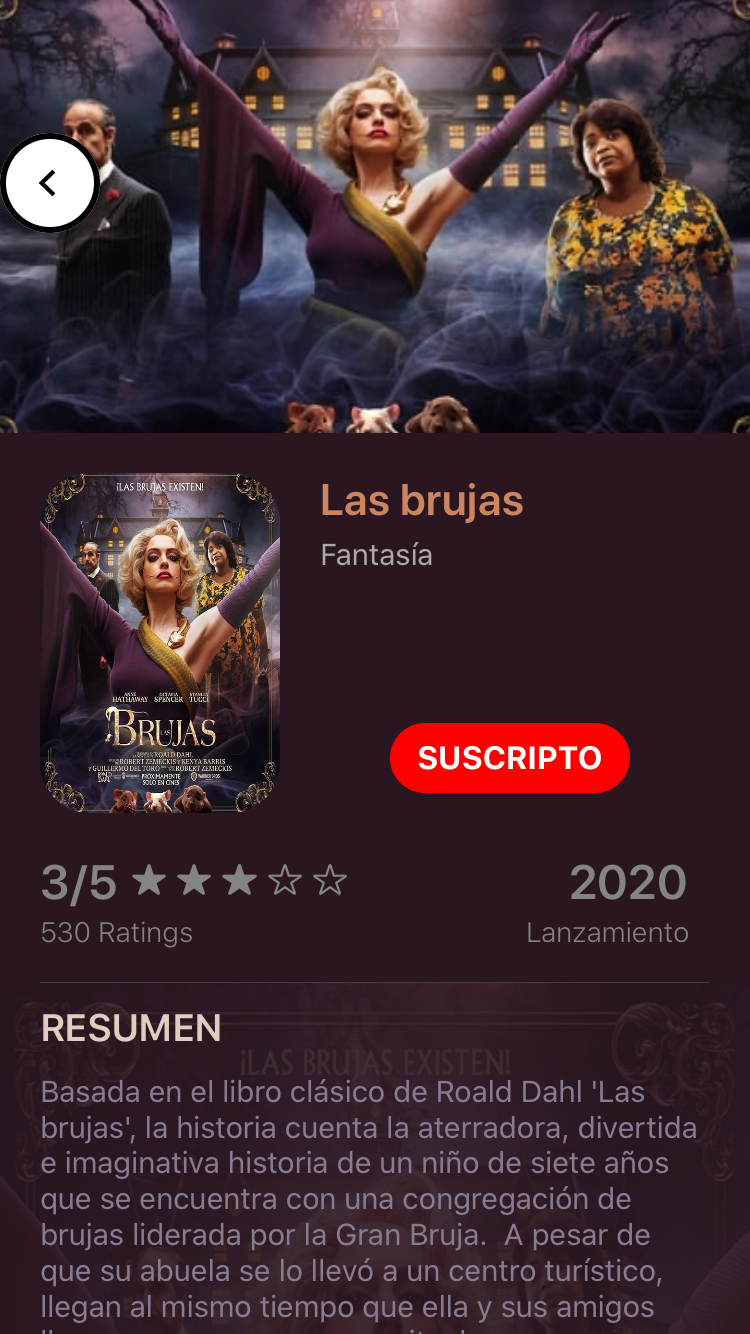 Las brujas
Fantasía
¡LAS BRUJAS EXISTEN!
ANNE HATHAWAY
OCTAVIA SPENCER
STANLEY TUCCI
LAS BRUJAS
ROALD DAHL
ROBERT ZEMECKIS Y KENYA BARRIS
Y GUILLERMO DEL TORO
ROBERT ZEMECKIS
PRÓXIMAMENTE
SOLO EN CINES
SUSCRIPTO
3/5
2020
530 Ratings
Lanzamiento
RESUMEN
¡LAS BRUJAS EXISTEN!
Basada en el libro clásico de Roald Dahl 'Las
brujas', la historia cuenta la aterradora, divertida
e imaginativa historia de un niño de siete años
que se encuentra con una congregación de
brujas liderada por la Gran Bruja.  A pesar de
que su abuela se lo llevó a un centro turístico,
llegan al mismo tiempo que ella y sus amigos